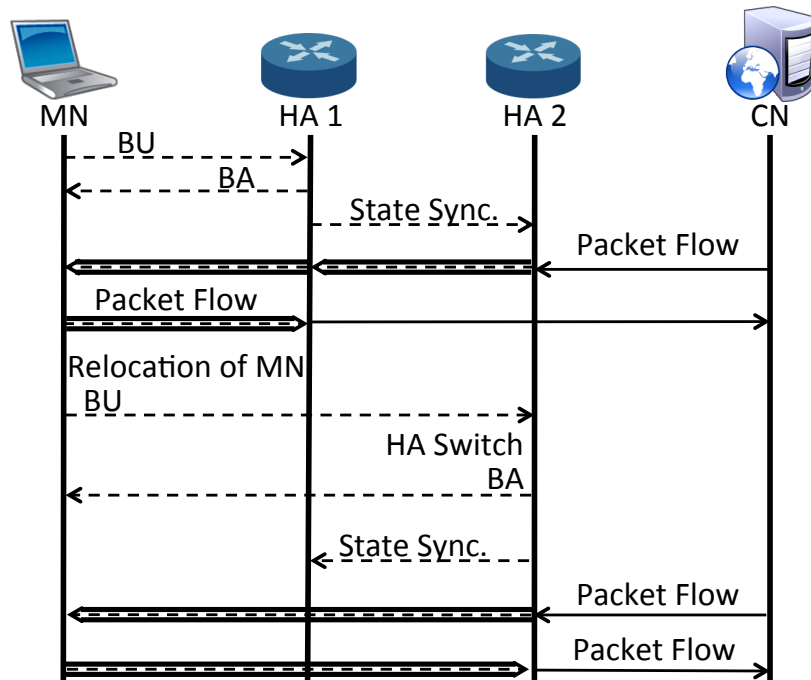 MN
HA 1
HA 2
CN
BU
BA
State Sync.
Packet Flow
Packet Flow
Relocation of MN
BU
HA Switch
BA
State Sync.
Packet Flow
Packet Flow